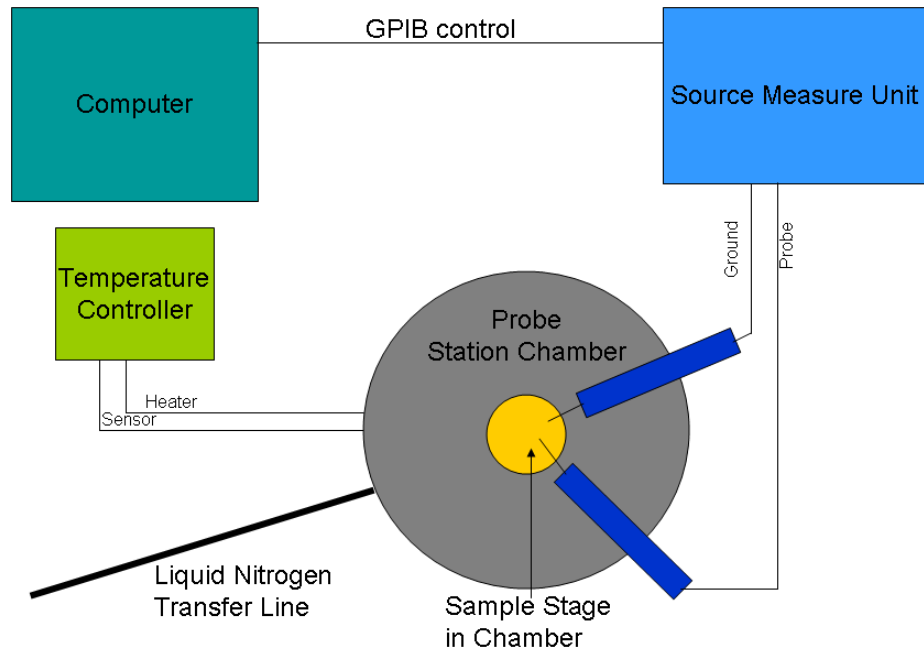 GPIB control
Computer
Source Measure Unit
Ground
Probe
Temperature
Controller
Probe
Station Chamber
Heater
Sensor
Liquid Nitrogen
Transfer Line
Sample Stage
in Chamber